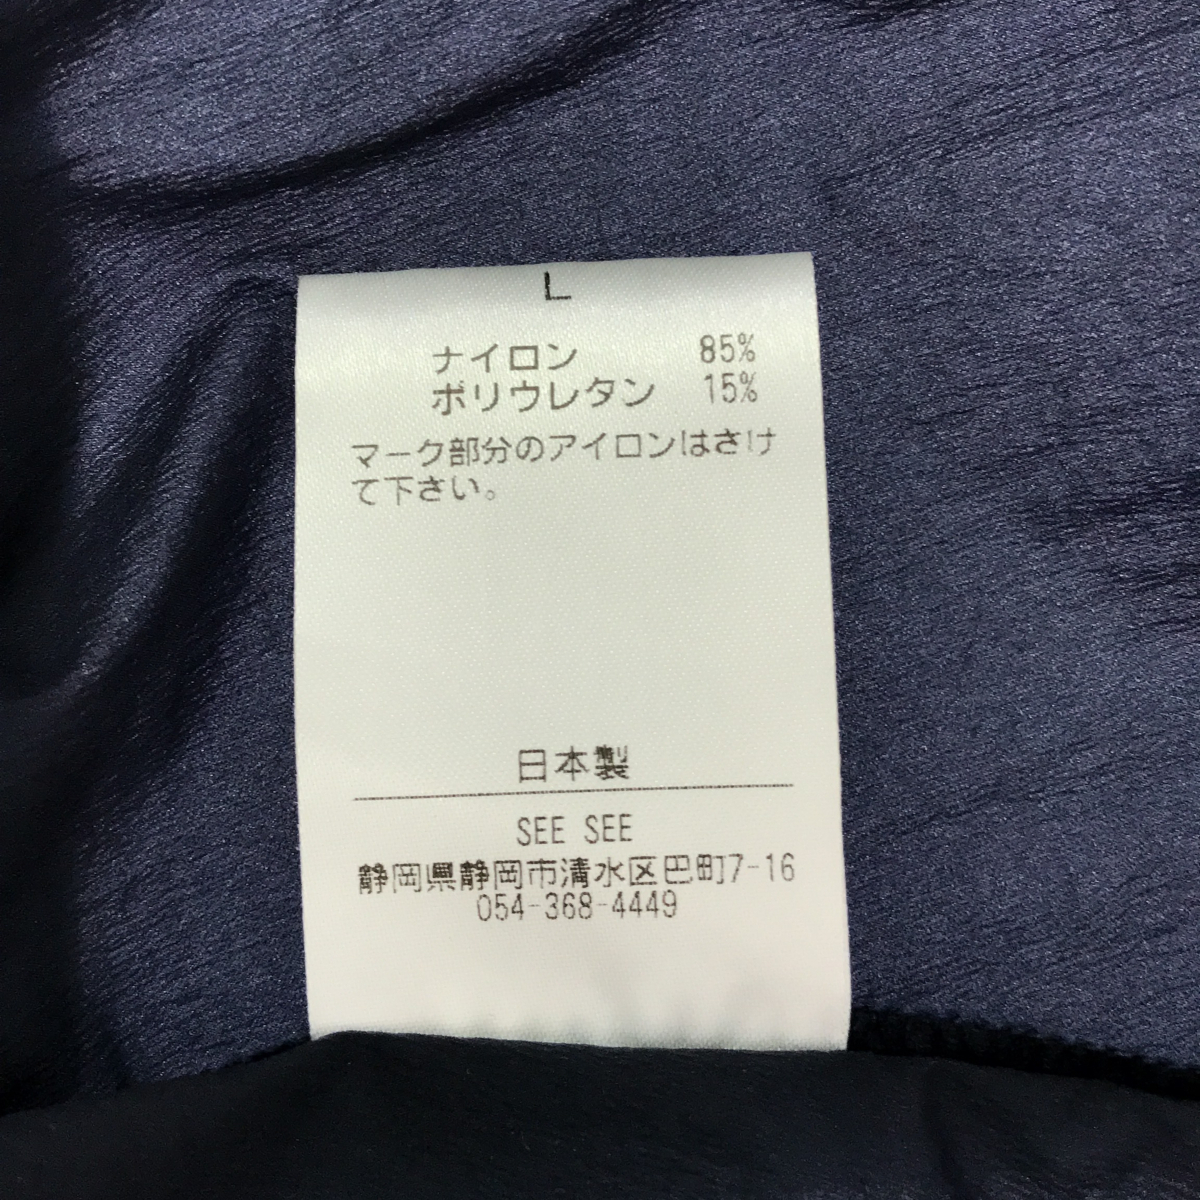 L
ナイロン 85%
ポリウレタン 15%
マーク部分のアイロンはさけ
て下さい。
日本製
SEE SEE
静岡県静岡市清水区巴町7-16
054-368-4449